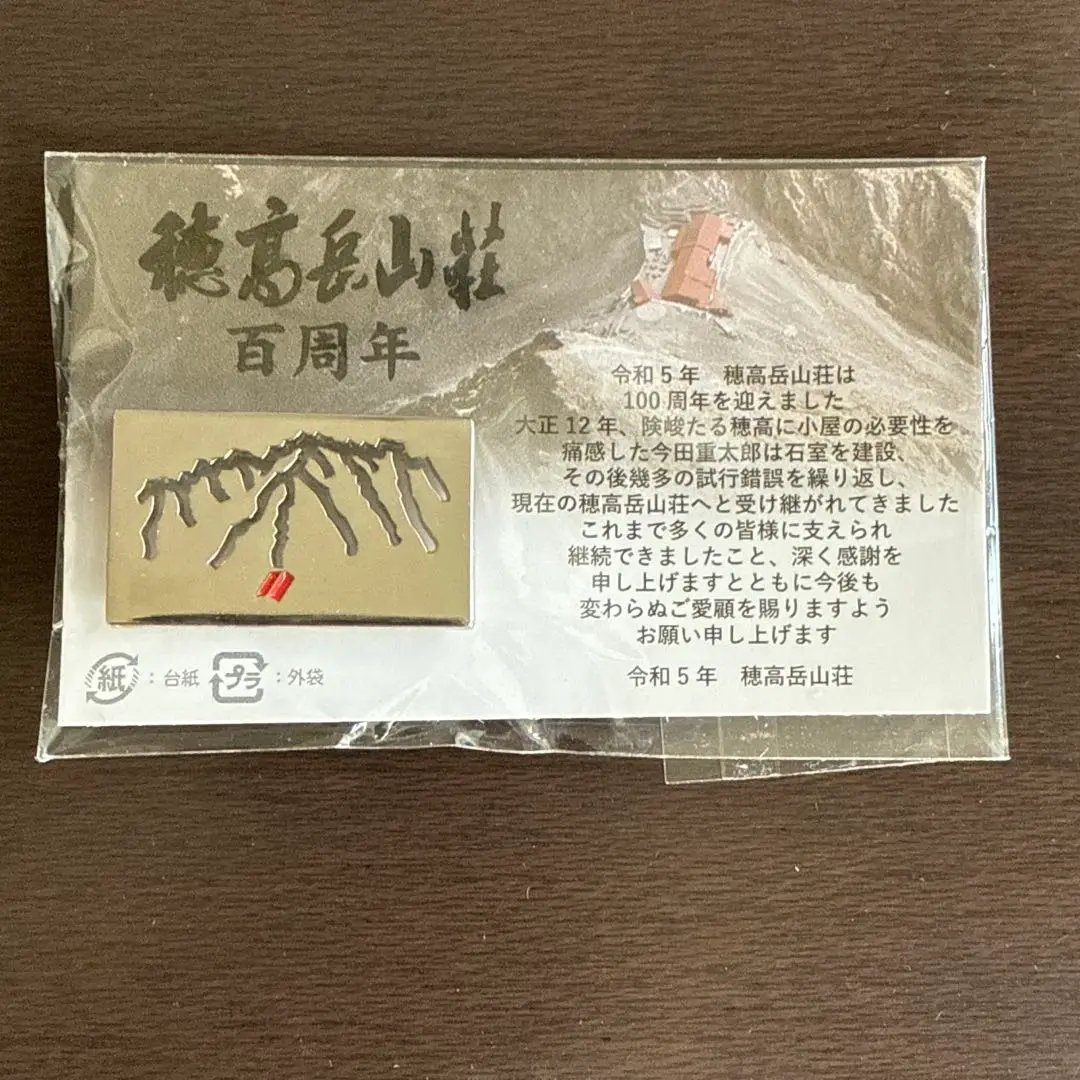 穂高岳山荘
百周年
令和5年 穂高岳山荘は
100周年を迎えました
大正12年、険峻たる穂高に小屋の必要性を
痛感した今田重太郎は石室を建設、
その後幾多の試行錯誤を繰り返し、
現在の穂高岳山荘へと受け継がれてきました
これまで多くの皆様に支えられ
継続できましたこと、深く感謝を
申し上げますとともに今後も
変わらぬご愛顧を賜りますよう
お願い申し上げます
令和5年 穂高岳山荘
紙：台紙 プラ：外袋